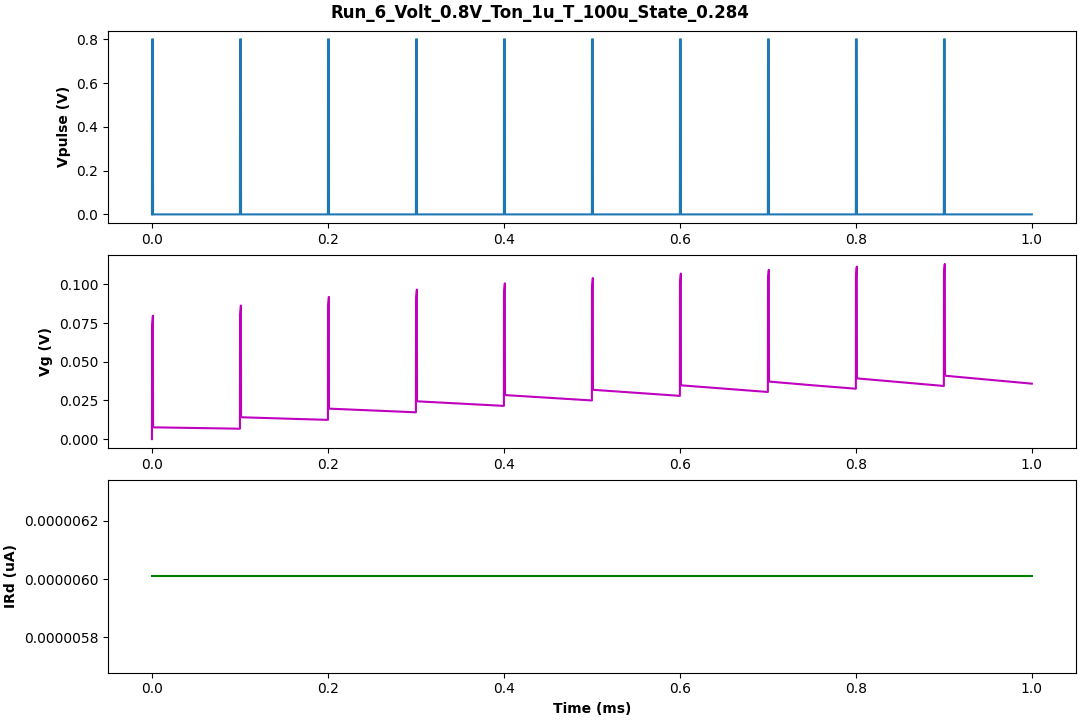 Run_6_Volt_0.8V_Ton_1u_T_100u_State_0.284
Vpulse (V)
0.8
0.6
0.4
0.2
0.0
0.0 0.2 0.4 0.6 0.8 1.0
Vg (V)
0.100
0.075
0.050
0.025
0.000
0.0 0.2 0.4 0.6 0.8 1.0
IRd (uA)
0.0000062
0.0000060
0.0000058
0.0 0.2 0.4 0.6 0.8 1.0
Time (ms)